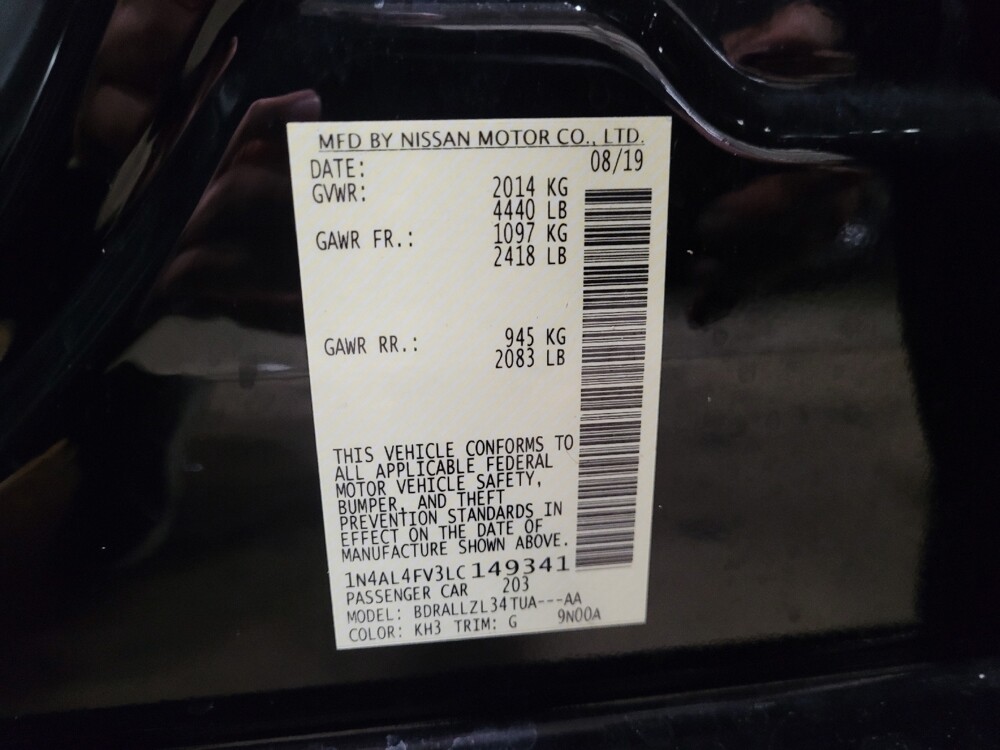 MFD BY NISSAN MOTOR CO., LTD.
DATE: 08/19
GVWR: 2014 KG
4440 LB
GAWR FR.: 1097 KG
2418 LB
GAWR RR.: 945 KG
2083 LB
THIS VEHICLE CONFORMS TO
ALL APPLICABLE FEDERAL
MOTOR VEHICLE SAFETY,
BUMPER, AND THEFT
PREVENTION STANDARDS IN
EFFECT ON THE DATE OF
MANUFACTURE SHOWN ABOVE.
1N4AL4FV3LC149341
PASSENGER CAR 203
MODEL: BDRALLZL34TUA---AA
COLOR: KH3 TRIM: G 9N00A